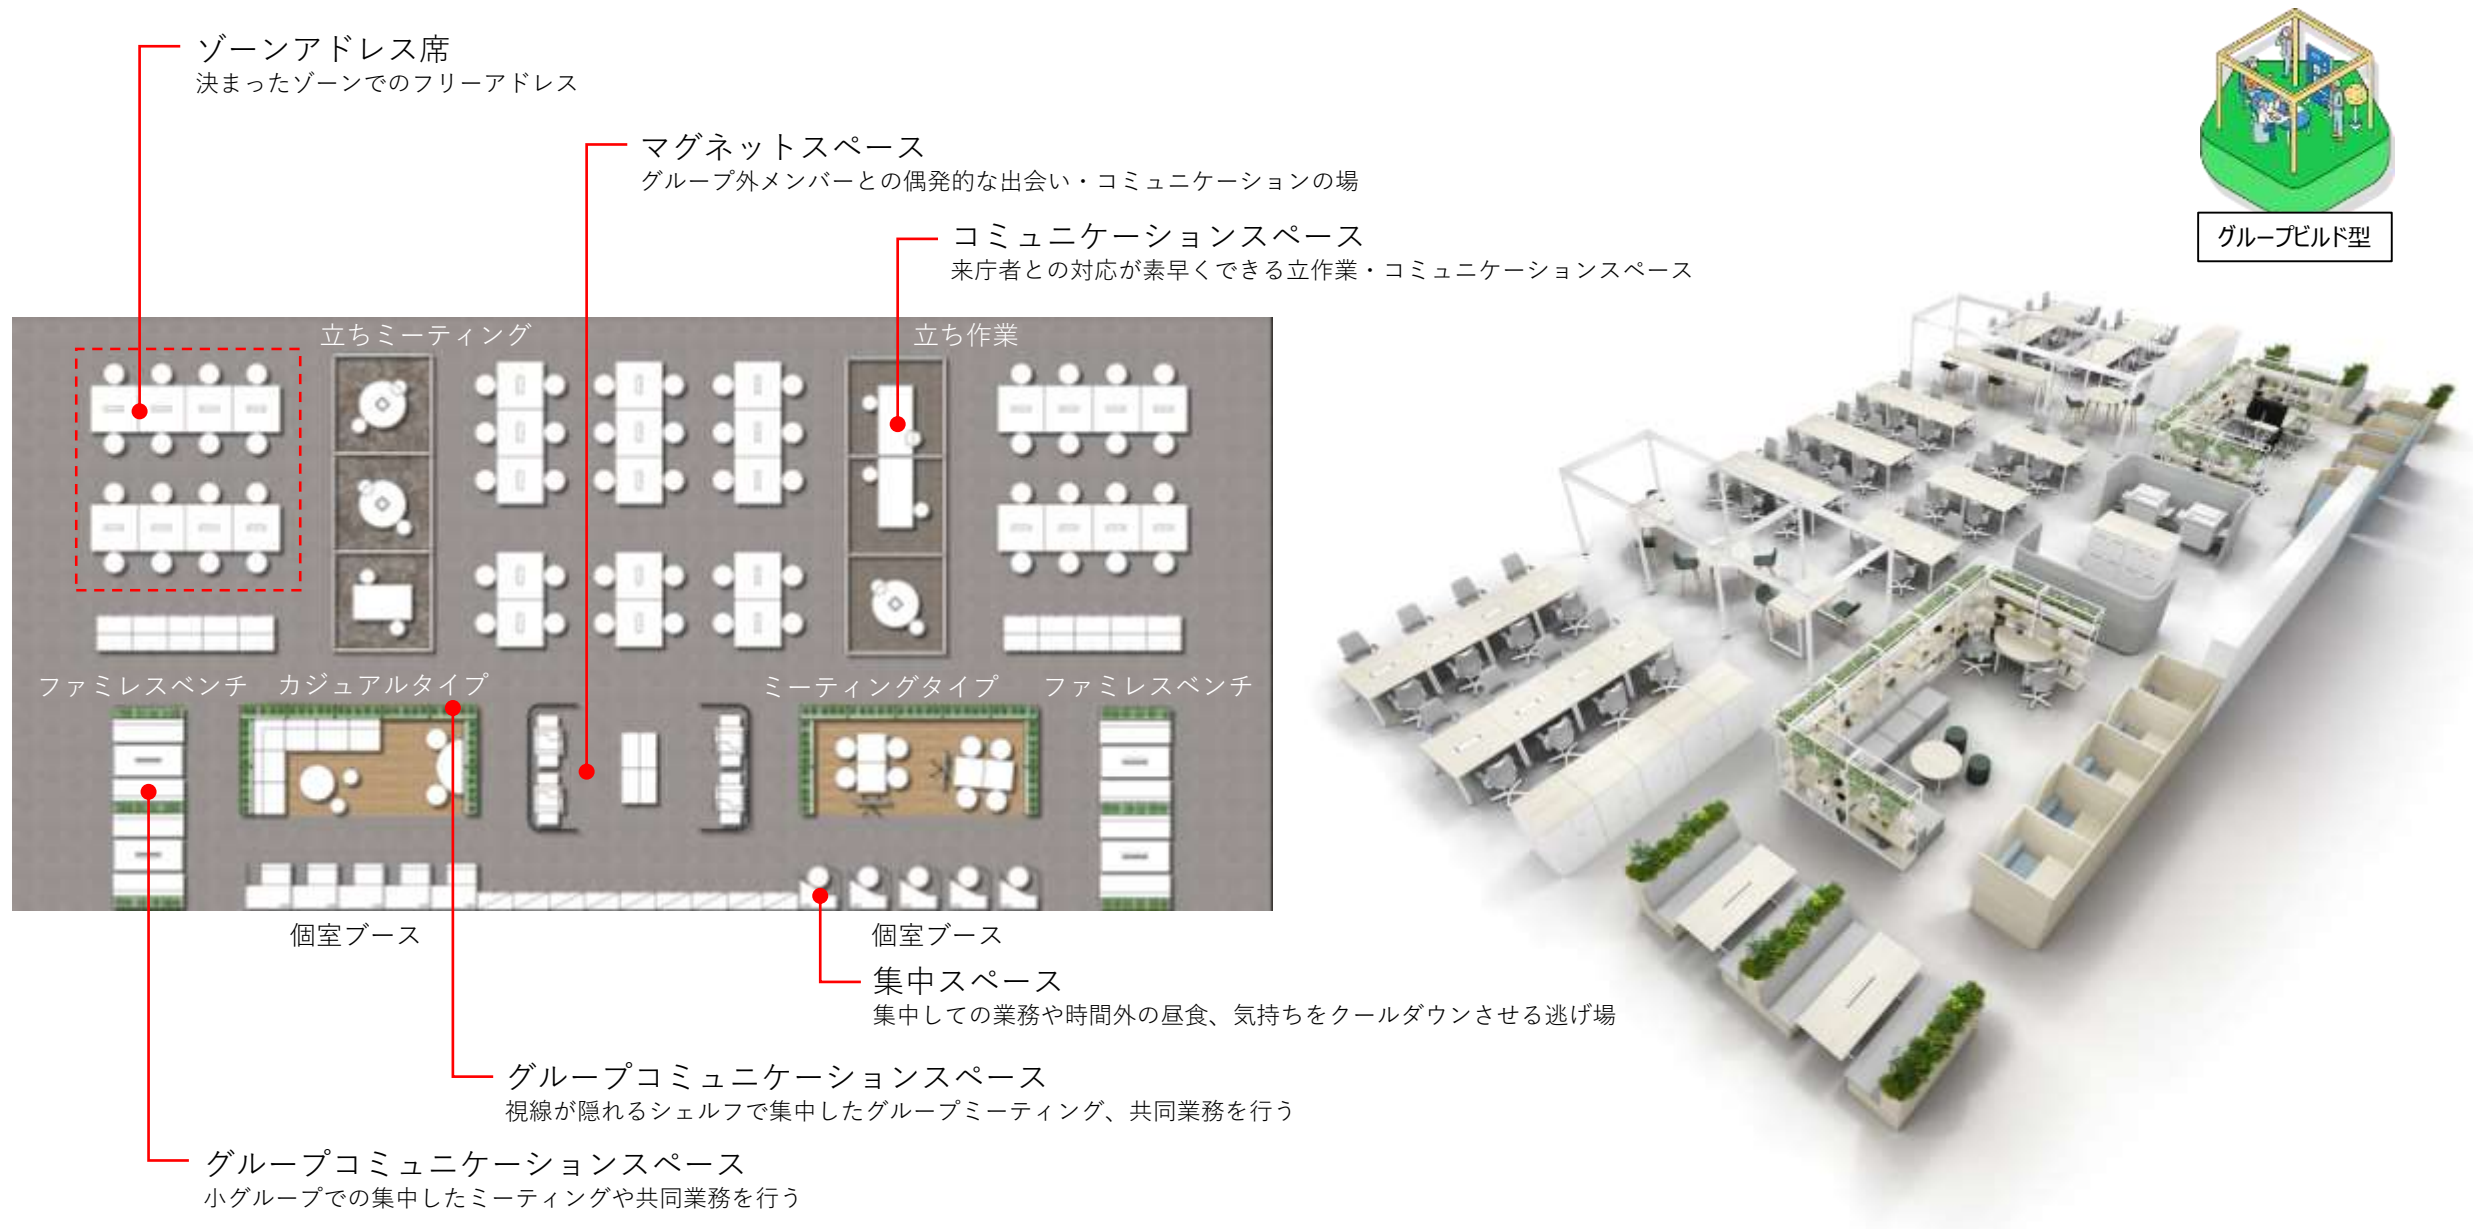 ゾーンアドレス席
決まったゾーンでのフリーアドレス
マグネットスペース
グループ外メンバーとの偶発的な出会い・コミュニケーションの場
コミュニケーションスペース
来庁者との対応が素早くできる立作業・コミュニケーションスペース
グループビルド型
立ちミーティング
立ち作業
ファミレスベンチ
カジュアルタイプ
ミーティングタイプ
ファミレスベンチ
個室ブース
個室ブース
集中スペース
集中しての業務や時間外の昼食、気持ちをクールダウンさせる逃げ場
グループコミュニケーションスペース
視線が隠れるシェルフで集中したグループミーティング、共同業務を行う
グループコミュニケーションスペース
小グループでの集中したミーティングや共同業務を行う